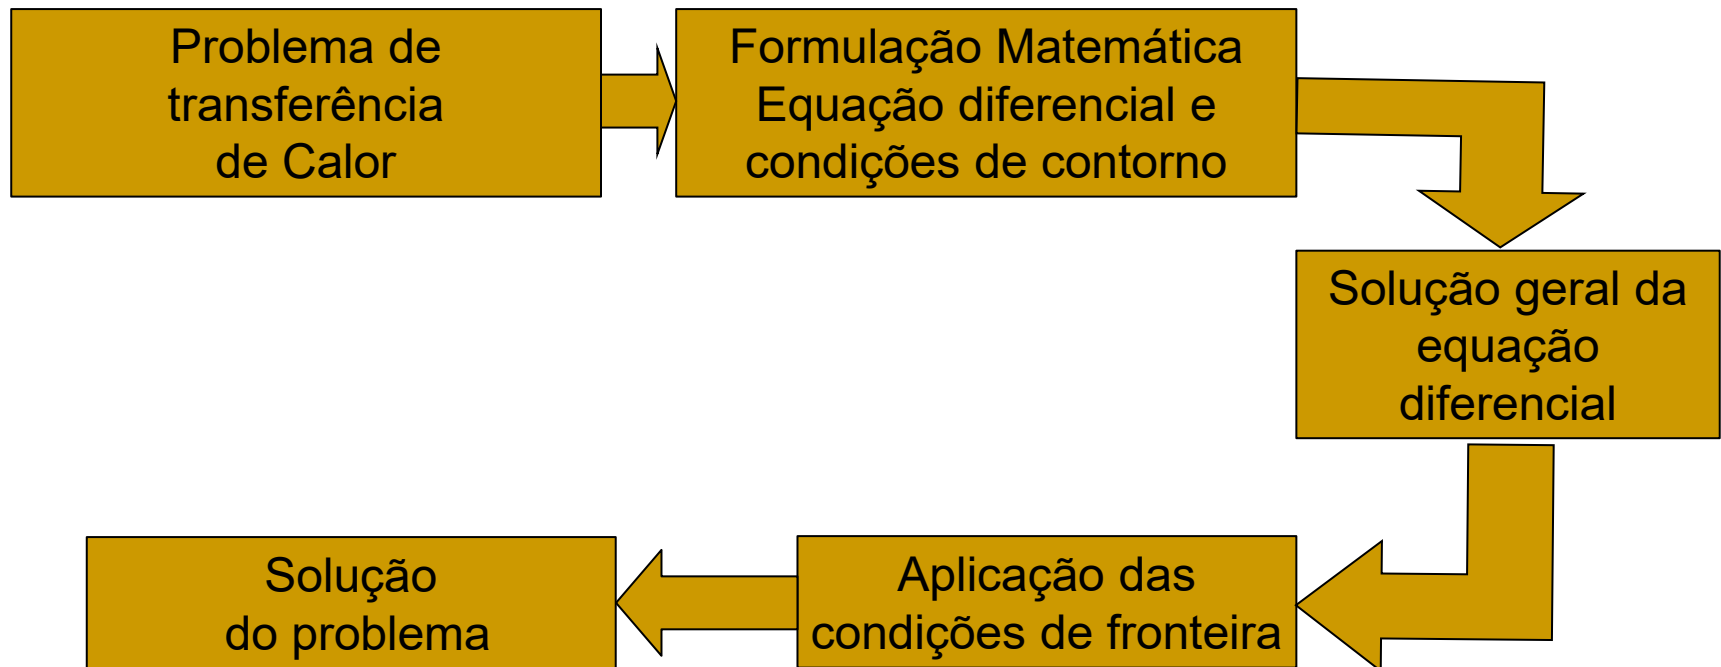 Problema de
transferência
de Calor
Formulação Matemática
Equação diferencial e
condições de contorno
Solução geral da
equação
diferencial
Aplicação das
condições de fronteira
Solução
do problema